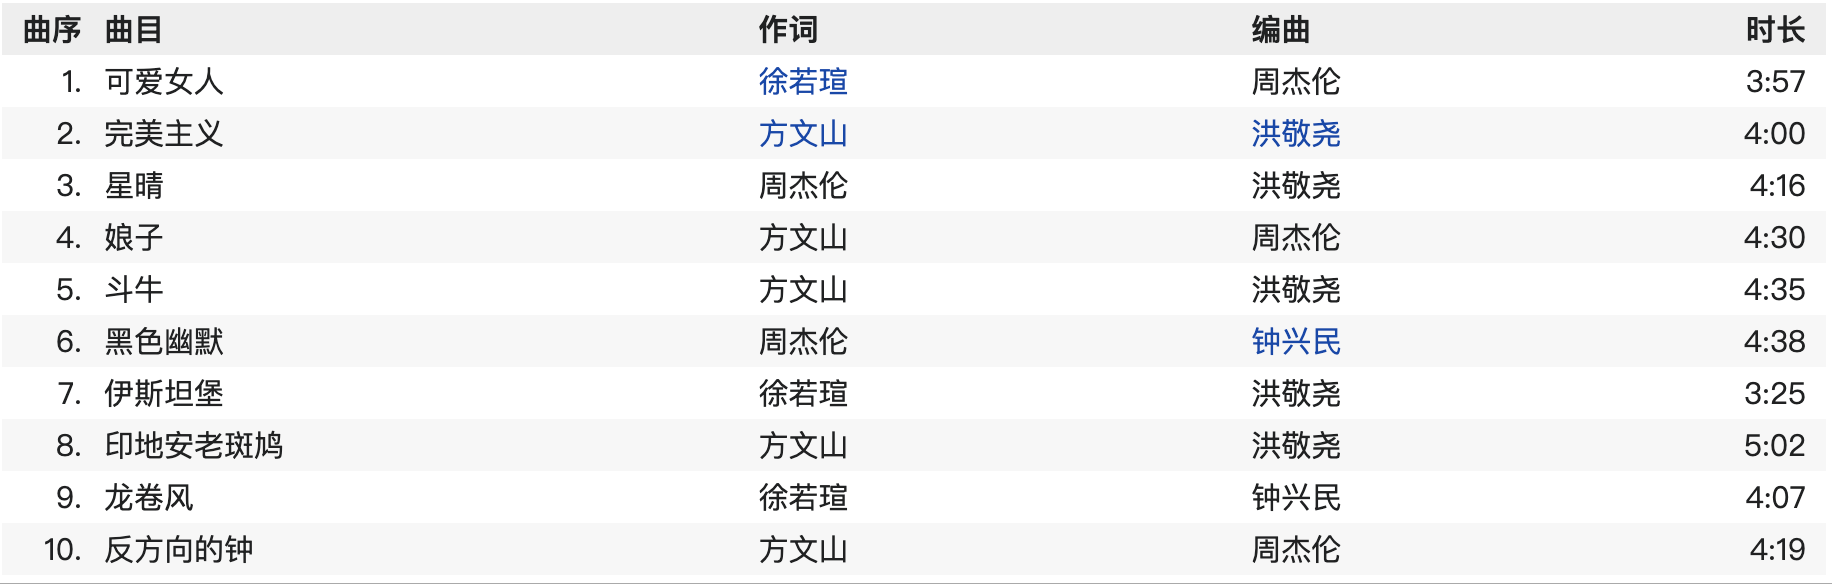 曲序 曲目 作词 编曲 时长
1. 可爱女人 徐若瑄 周杰伦 3:57
2. 完美主义 方文山 洪敬尧 4:00
3. 星晴 周杰伦 洪敬尧 4:16
4. 娘子 方文山 周杰伦 4:30
5. 斗牛 方文山 洪敬尧 4:35
6. 黑色幽默 周杰伦 钟兴民 4:38
7. 伊斯坦堡 徐若瑄 洪敬尧 3:25
8. 印地安老斑鸠 方文山 洪敬尧 5:02
9. 龙卷风 徐若瑄 钟兴民 4:07
10. 反方向的钟 方文山 周杰伦 4:19